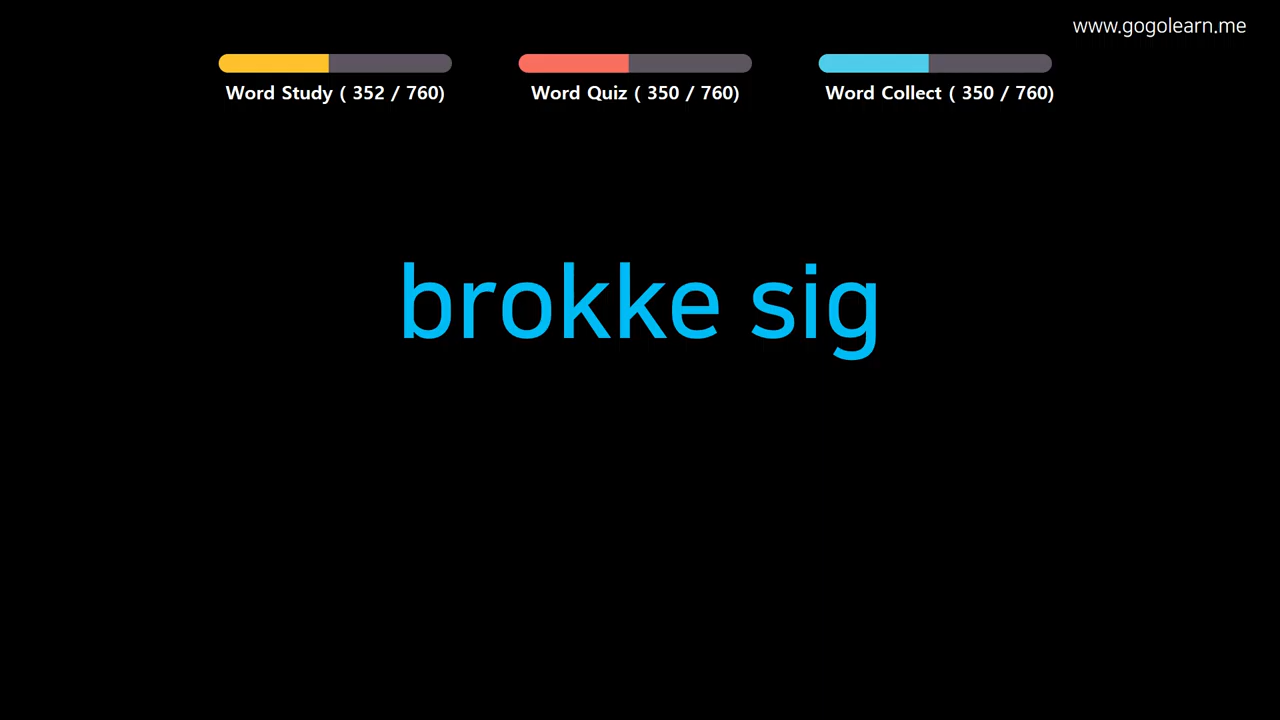 www.gogolearn.me
Word Study ( 352 / 760)
Word Quiz ( 350 / 760)
Word Collect ( 350 / 760)
brokke sig